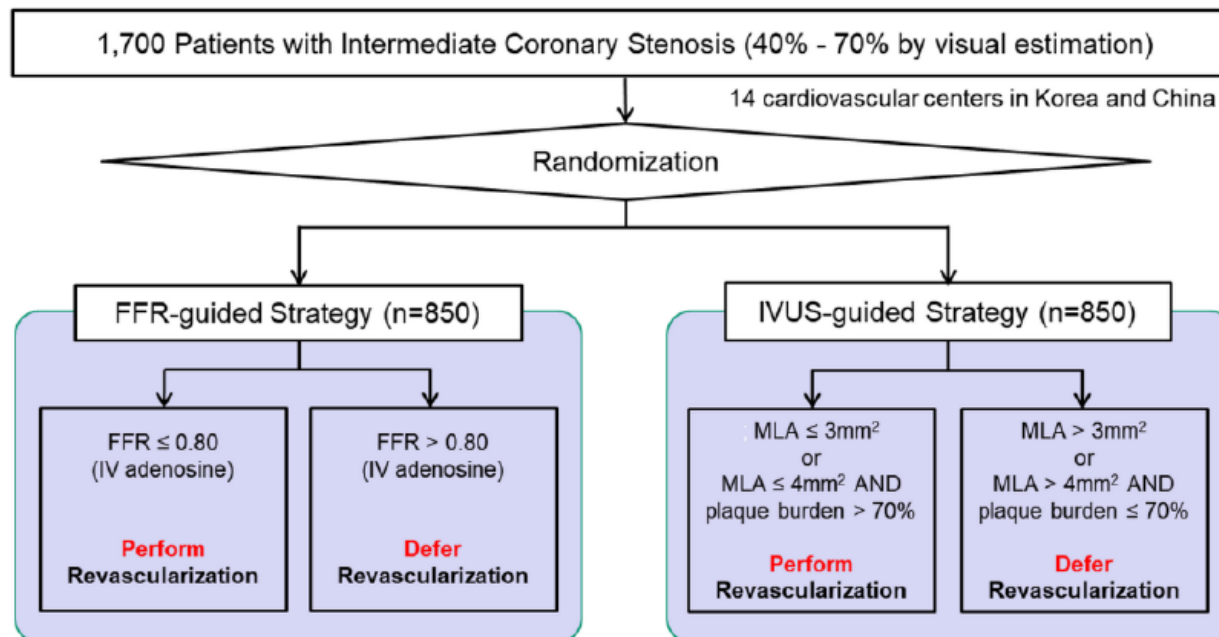 1,700 Patients with Intermediate Coronary Stenosis (40% - 70% by visual estimation)
14 cardiovascular centers in Korea and China
Randomization
FFR-guided Strategy (n=850)
IVUS-guided Strategy (n=850)
FFR ≤ 0.80
(IV adenosine)
Perform
Revascularization
FFR > 0.80
(IV adenosine)
Defer
Revascularization
MLA ≤ 3mm²
or
MLA ≤ 4mm² AND
plaque burden > 70%
Perform
Revascularization
MLA > 3mm²
or
MLA > 4mm² AND
plaque burden ≤ 70%
Defer
Revascularization